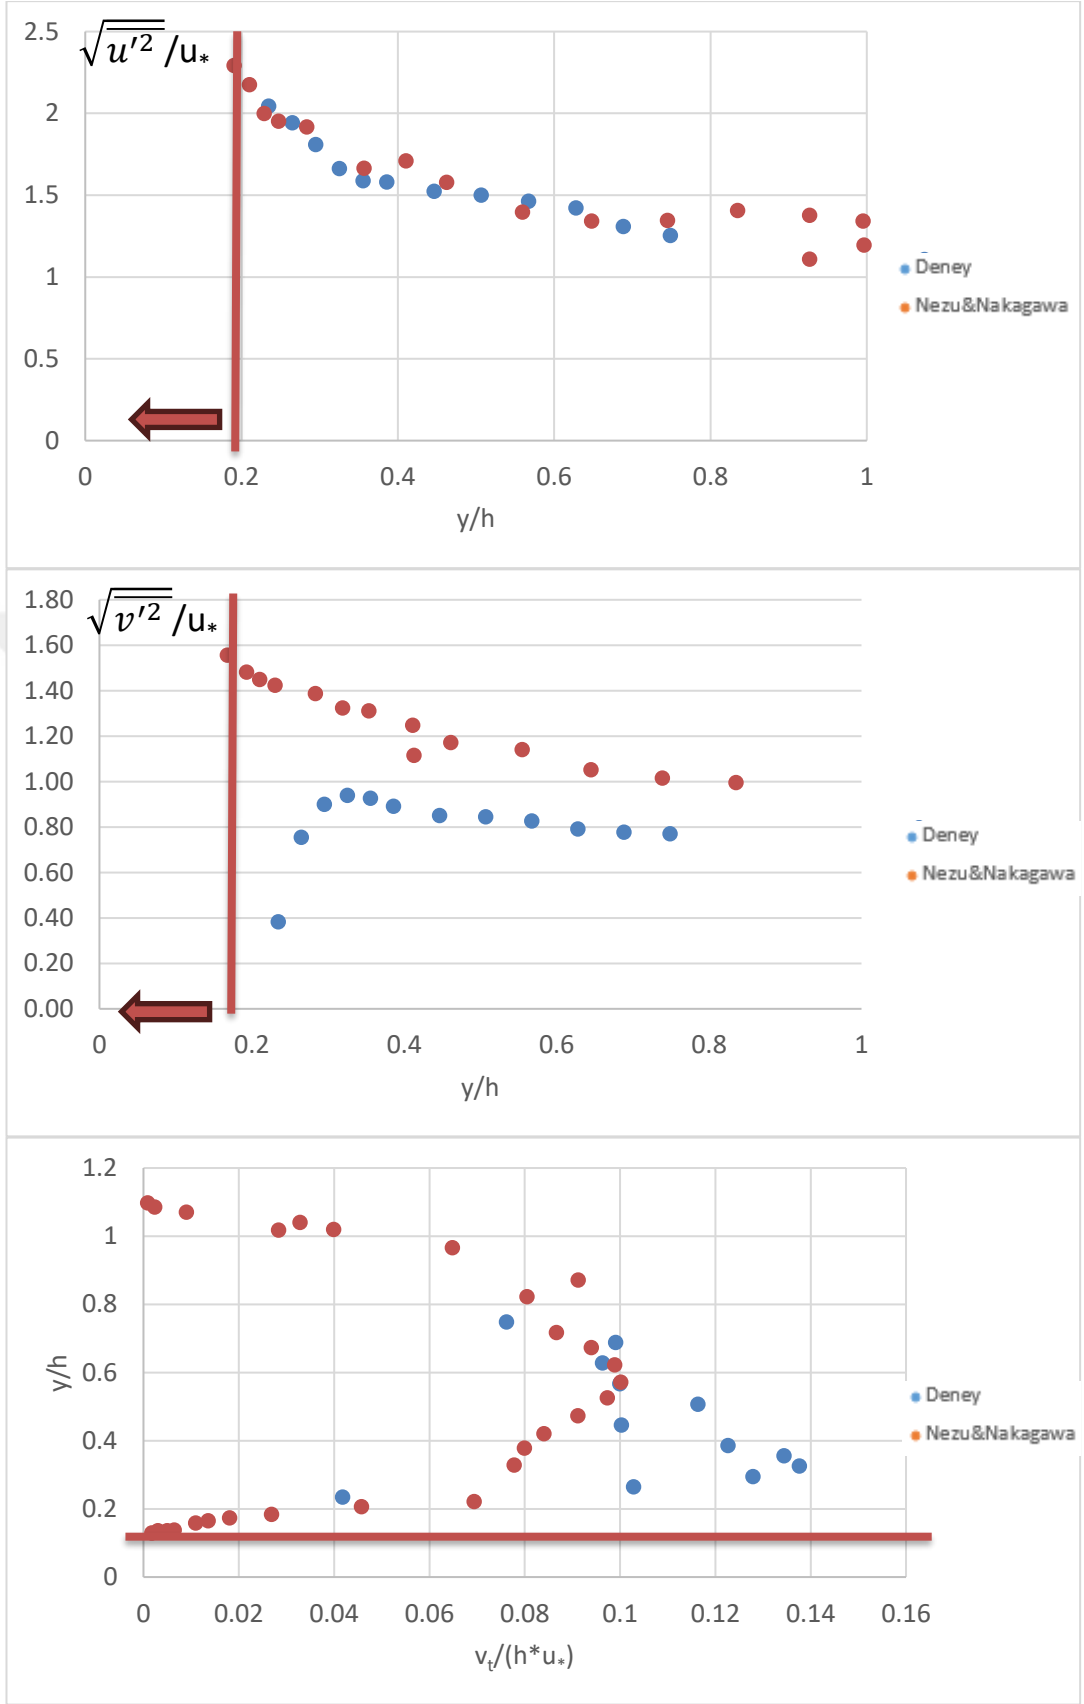 2.5
√u′² /u*
2
1.5
1
0.5
0
0 0.2 0.4 0.6 0.8 1
y/h
Deney
Nezu&Nakagawa
1.80
√v′² /u*
1.60
1.40
1.20
1.00
0.80
0.60
0.40
0.20
0.00
0 0.2 0.4 0.6 0.8 1
y/h
Deney
Nezu&Nakagawa
1.2
1
0.8
0.6
0.4
0.2
0
y/h
0 0.02 0.04 0.06 0.08 0.1 0.12 0.14 0.16
vₜ/(h*u*)
Deney
Nezu&Nakagawa